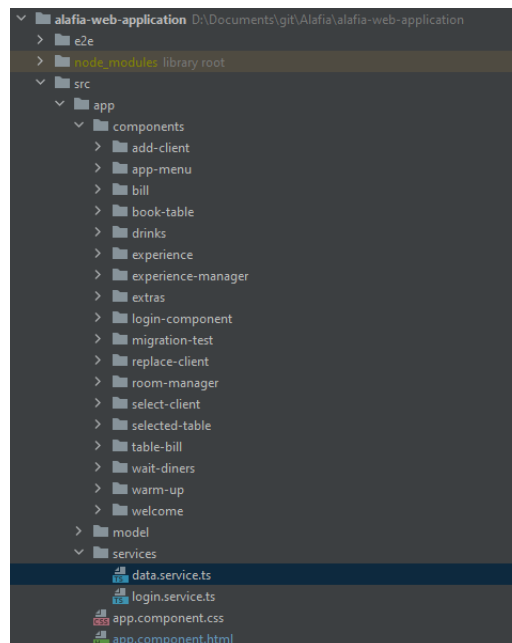 alafia-web-application D:\Documents\git\Alafia\alafia-web-application
e2e
node_modules library root
src
app
components
add-client
app-menu
bill
book-table
drinks
experience
experience-manager
extras
login-component
migration-test
replace-client
room-manager
select-client
selected-table
table-bill
wait-diners
warm-up
welcome
model
services
TS data.service.ts
TS login.service.ts
CSS app.component.css
app.component.html